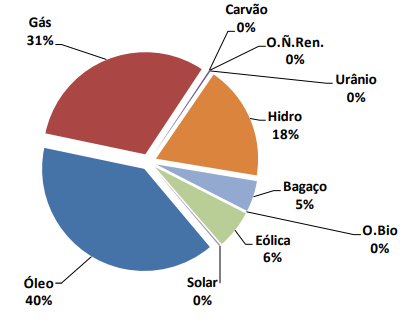 Gás
31%
Carvão
0%
O.Ñ.Ren.
0%
Urânio
0%
Hidro
18%
Bagaço
5%
O.Bio
0%
Eólica
6%
Solar
0%
Óleo
40%